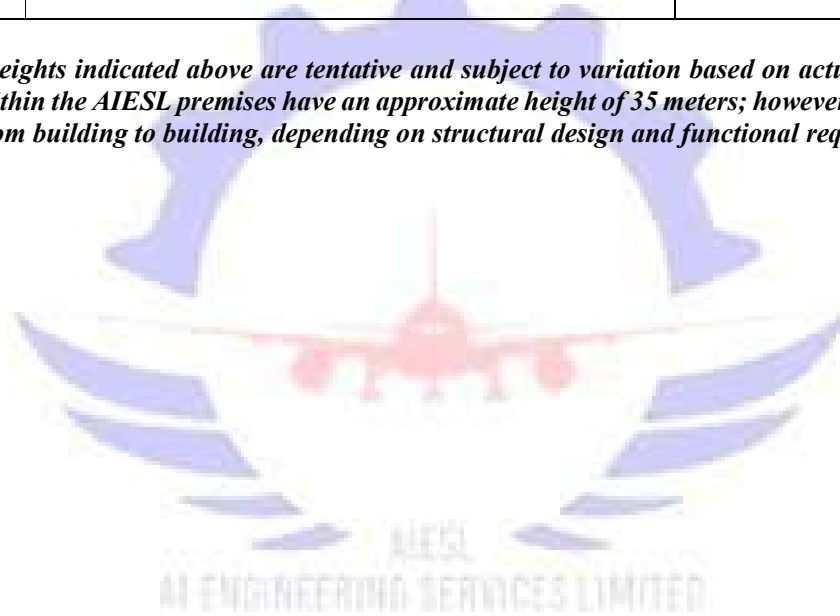 eights indicated above are tentative and subject to variation based on actu
ithin the AIESL premises have an approximate height of 35 meters; however
om building to building, depending on structural design and functional req
AIESL
AI ENGINEERING SERVICES LIMITED